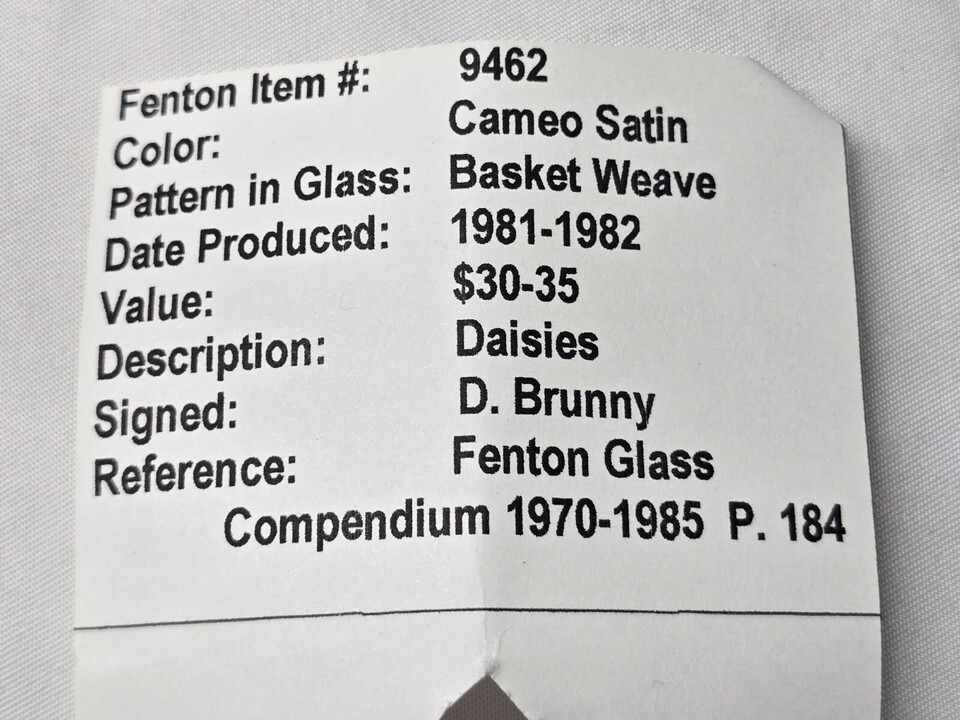 Fenton Item #: 9462
Color: Cameo Satin
Pattern in Glass: Basket Weave
Date Produced: 1981-1982
Value: $30-35
Description: Daisies
Signed: D. Brunny
Reference: Fenton Glass
Compendium 1970-1985 P. 184